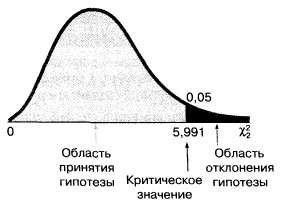 0,05
0
5,991
χ²₂
Область
принятия
гипотезы
Критическое
значение
Область
отклонения
гипотезы